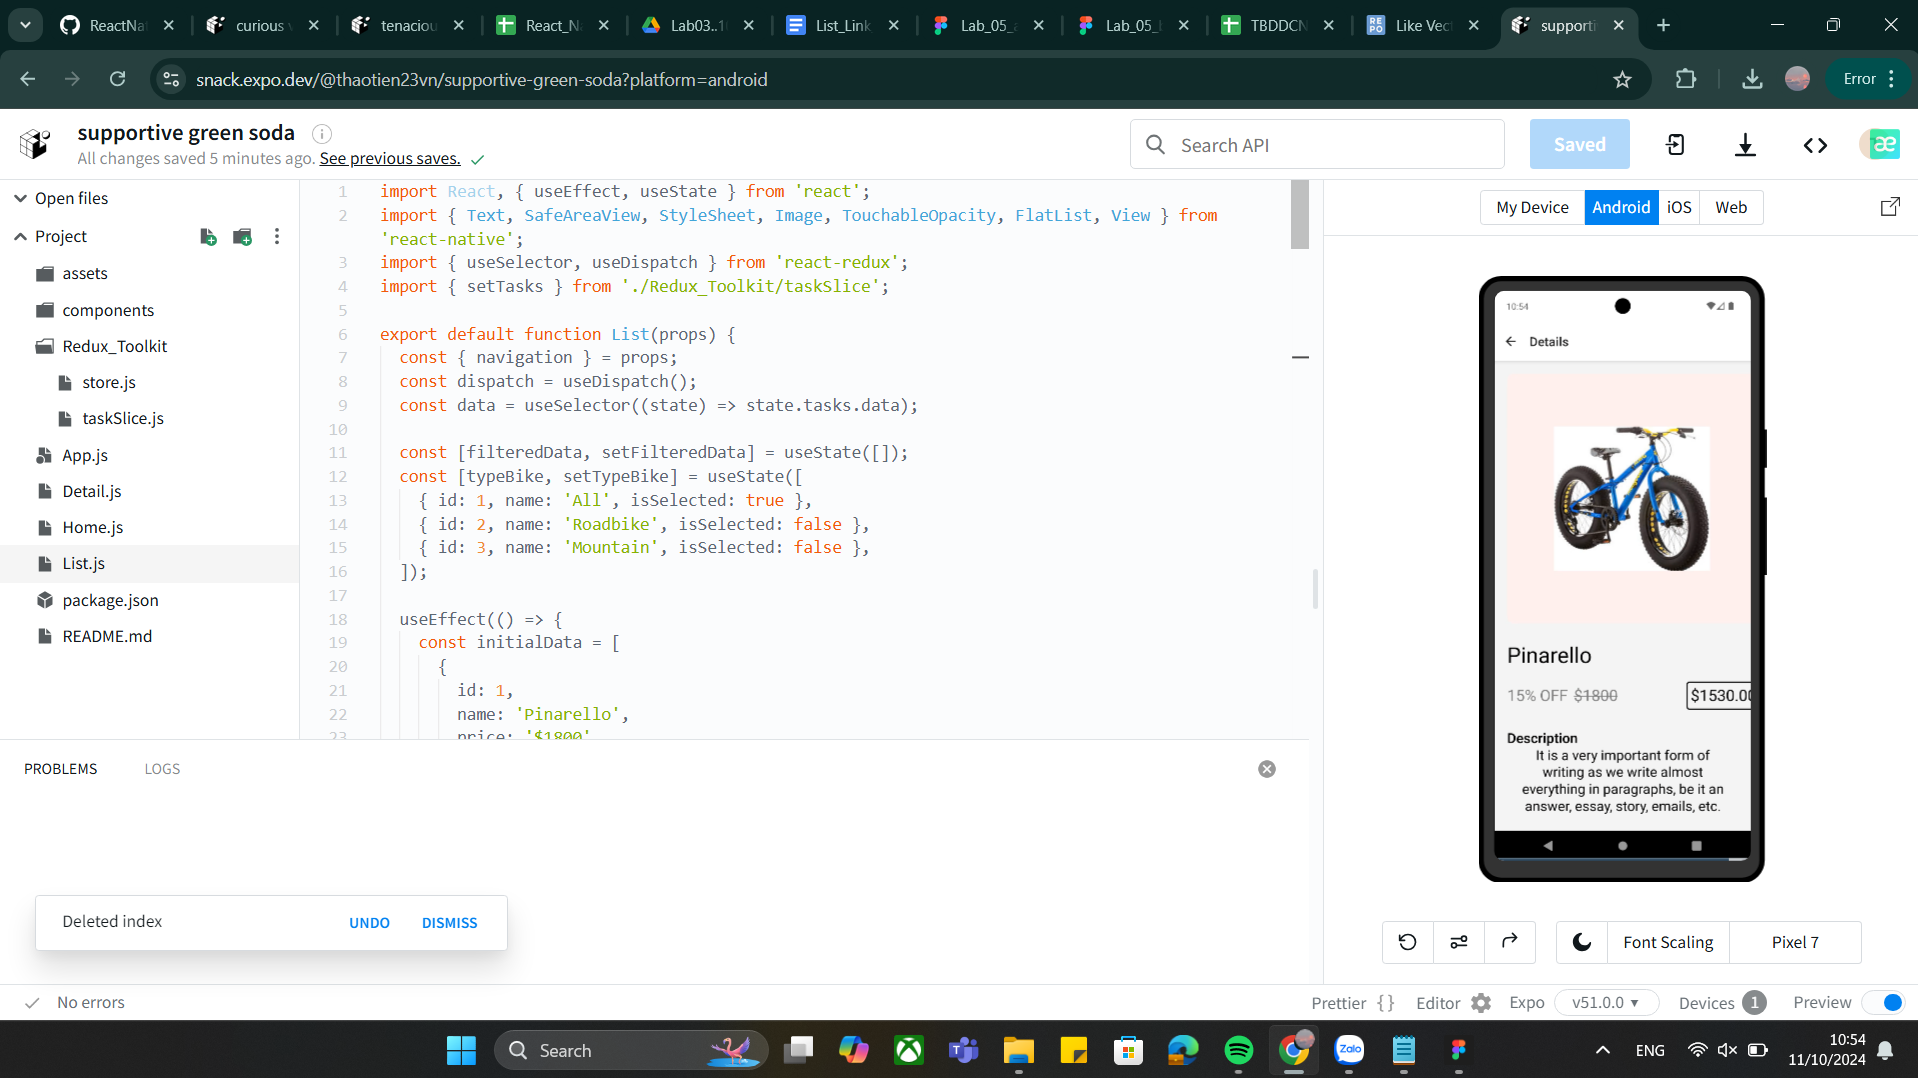 ReactNat
curious v
tenaciou
React_Na
Lab03..10
List_Link
Lab_05_a
Lab_05_b
TBDDCN
Like Vect
supporti
snack.expo.dev/@thaotien23vn/supportive-green-soda?platform=android
Error
supportive green soda
All changes saved 5 minutes ago. See previous saves.
Search API
Saved
Open files
Project
assets
components
Redux_Toolkit
store.js
taskSlice.js
App.js
Detail.js
Home.js
List.js
package.json
README.md
1 import React, { useEffect, useState } from 'react';
2 import { Text, SafeAreaView, StyleSheet, Image, TouchableOpacity, FlatList, View } from
'react-native';
3 import { useSelector, useDispatch } from 'react-redux';
4 import { setTasks } from './Redux_Toolkit/taskSlice';
5
6 export default function List(props) {
7 const { navigation } = props;
8 const dispatch = useDispatch();
9 const data = useSelector((state) => state.tasks.data);
10
11 const [filteredData, setFilteredData] = useState([]);
12 const [typeBike, setTypeBike] = useState([
13 { id: 1, name: 'All', isSelected: true },
14 { id: 2, name: 'Roadbike', isSelected: false },
15 { id: 3, name: 'Mountain', isSelected: false },
16 ]);
17
18 useEffect(() => {
19 const initialData = [
20 {
21 id: 1,
22 name: 'Pinarello',
23 price: '$1800'
My Device
Android
iOS
Web
10:54
Details
Pinarello
15% OFF $1800
$1530.00
Description
It is a very important form of
writing as we write almost
everything in paragraphs, be it an
answer, essay, story, emails, etc.
PROBLEMS
LOGS
Deleted index
UNDO
DISMISS
Font Scaling
Pixel 7
No errors
Prettier { }
Editor
Expo
v51.0.0
Devices 1
Preview
Search
Zalo
ENG
10:54
11/10/2024